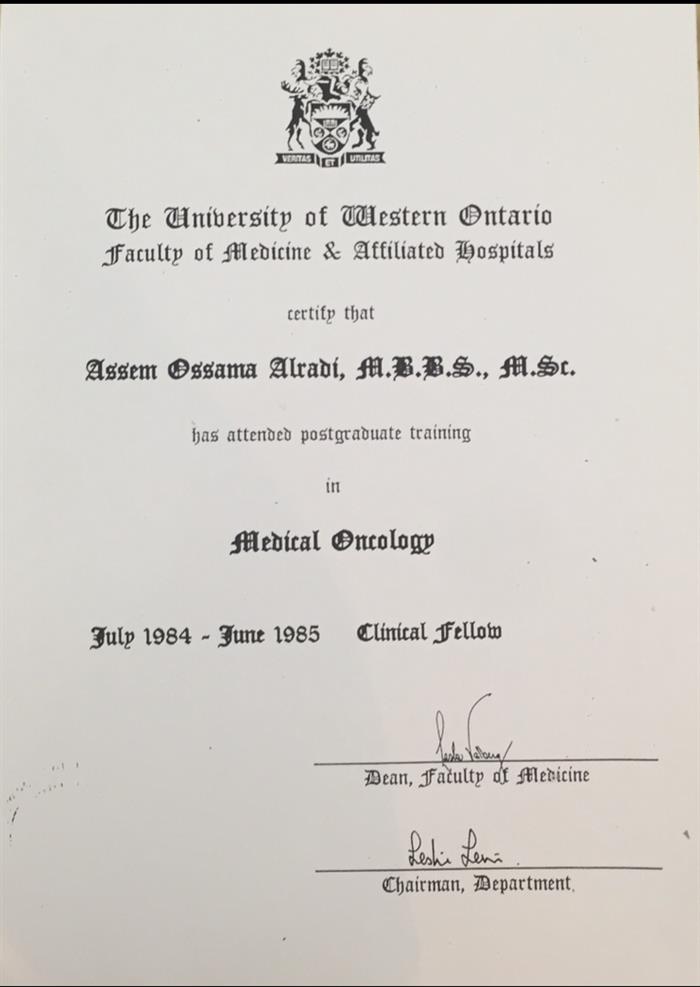 VERITAS ET UTILITAS
The University of Western Ontario
Faculty of Medicine & Affiliated Hospitals
certify that
Assem Ossama Alradi, M.B.B.S., M.Sc.
has attended postgraduate training
in
Medical Oncology
July 1984 - June 1985 Clinical Fellow
Dean, Faculty of Medicine
Leslie Levi
Chairman, Department